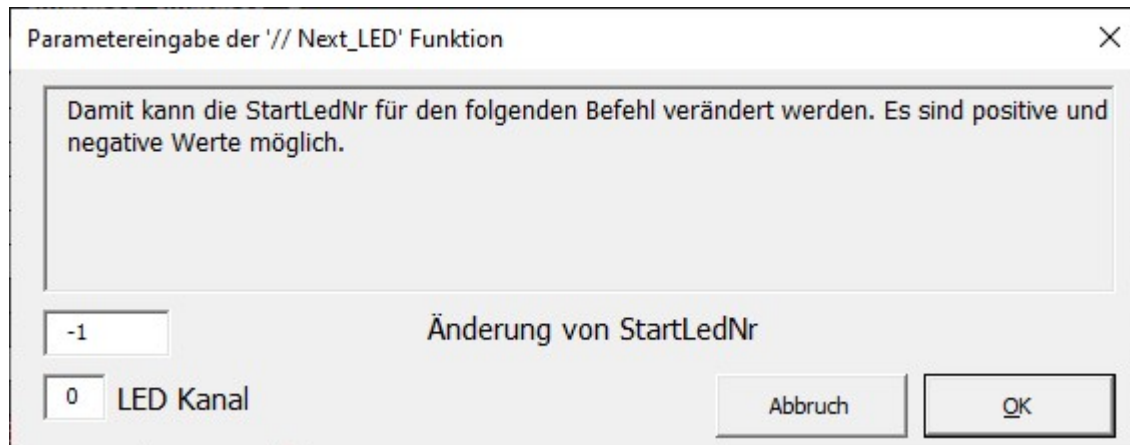 Parametereingabe der '// Next_LED' Funktion
Damit kann die StartLedNr für den folgenden Befehl verändert werden. Es sind positive und
negative Werte möglich.
-1 Änderung von StartLedNr
0 LED Kanal
Abbruch OK